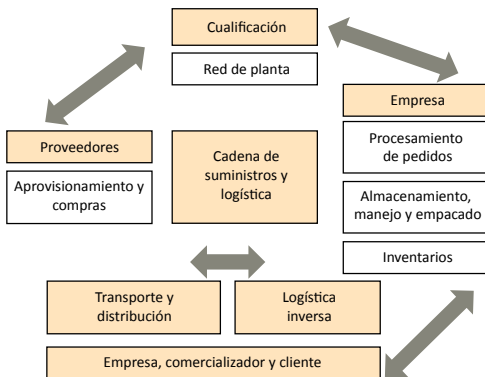 Cualificación
Red de planta
Empresa
Procesamiento
de pedidos
Almacenamiento,
manejo y empacado
Inventarios
Proveedores
Aprovisionamiento y
compras
Cadena de
suministros y
logística
Transporte y
distribución
Logística
inversa
Empresa, comercializador y cliente